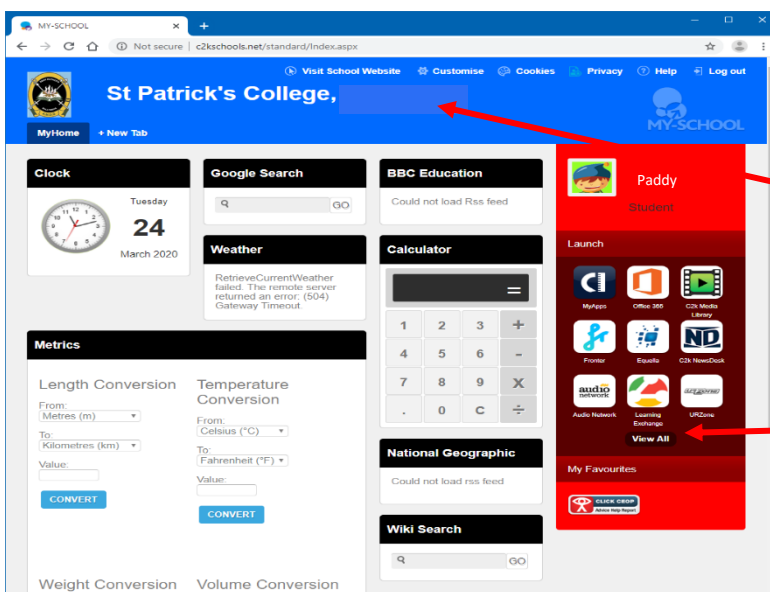 MY-SCHOOL
Not secure | c2kschools.net/standard/Index.aspx
Visit School Website Customise Cookies Privacy Help Log out
St Patrick's College,
MY-SCHOOL
MyHome + New Tab
Clock
Tuesday
24
March 2020
Google Search
GO
Weather
RetrieveCurrentWeather
failed. The remote server
returned an error: (504)
Gateway Timeout.
BBC Education
Could not load Rss feed
Calculator
=
1 2 3 +
4 5 6 -
7 8 9 X
. 0 C ÷
Metrics
Length Conversion
From:
Metres (m)
To:
Kilometres (km)
Value:
CONVERT
Temperature
Conversion
From:
Celsius (°C)
To:
Fahrenheit (°F)
Value:
CONVERT
Weight Conversion
Volume Conversion
National Geographic
Could not load rss feed
Wiki Search
GO
Paddy
Student
Launch
MyApps
Office 365
C2k Media
Library
Fronter
Equella
ND
C2k NewsDesk
audio
network
Audio Network
Learning
Exchange
URZone
View All
My Favourites
CLICK CEOP
Advice Help Report